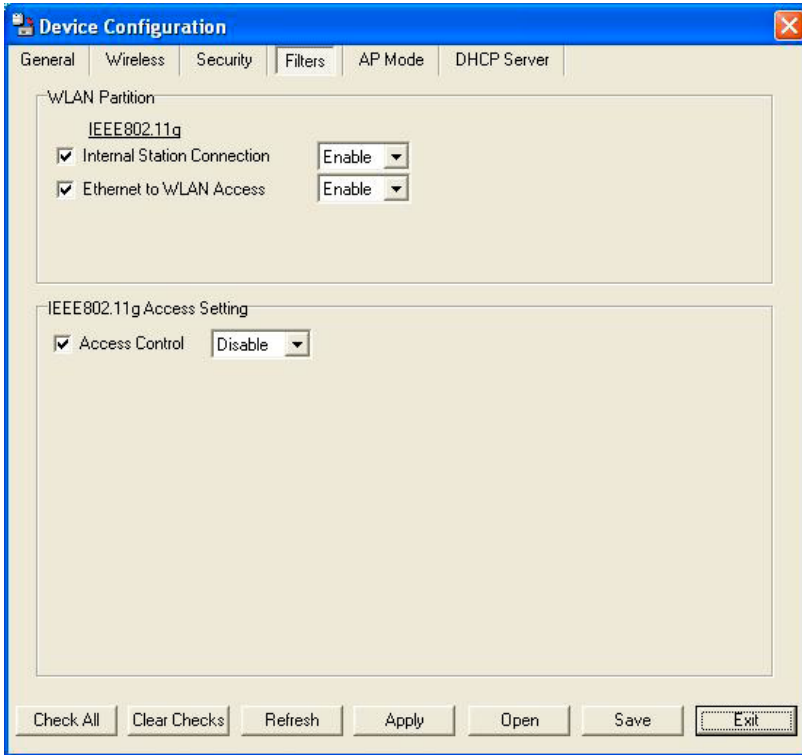 Device Configuration
General Wireless Security Filters AP Mode DHCP Server
WLAN Partition
IEEE802.11g
Internal Station Connection Enable
Ethernet to WLAN Access Enable
IEEE802.11g Access Setting
Access Control Disable
Check All Clear Checks Refresh Apply Open Save Exit